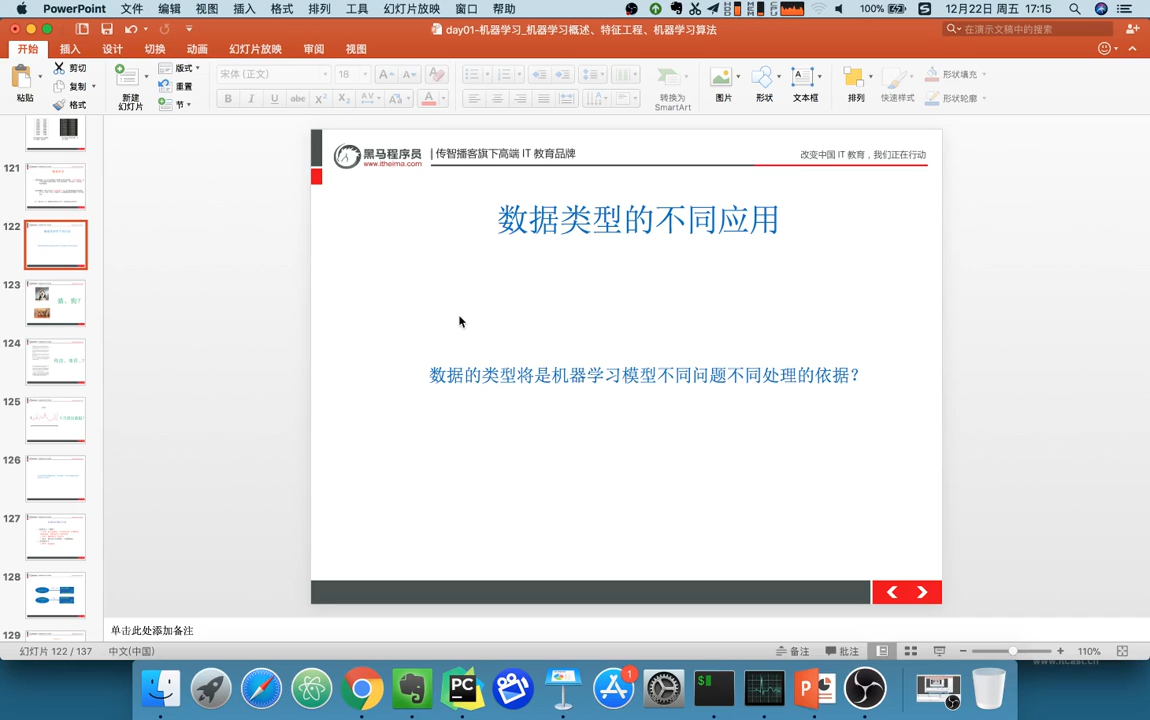 PowerPoint 文件 编辑 视图 插入 格式 排列 工具 幻灯片放映 窗口 帮助 100% 12月22日 周五 17:15
day01-机器学习_机器学习概述、特征工程、机器学习算法
在演示文稿中的搜索
开始 插入 设计 切换 动画 幻灯片放映 审阅 视图
粘贴 剪切 复制 格式 新建 幻灯片 版式 重置 节
宋体 (正文) 18
转换为 SmartArt 图片 形状 文本框 排列 快速样式 形状填充 形状轮廓
121
122
123
猫、狗?
124
125
126
127
128
129
黑马程序员 www.itheima.com 传智播客旗下高端 IT 教育品牌 改变中国 IT 教育，我们正在行动
数据类型的不同应用
数据的类型将是机器学习模型不同问题不同处理的依据?
单击此处添加备注
幻灯片 122 / 137 中文(中国) 备注 批注 110%
www.itcast.cn
PC
1